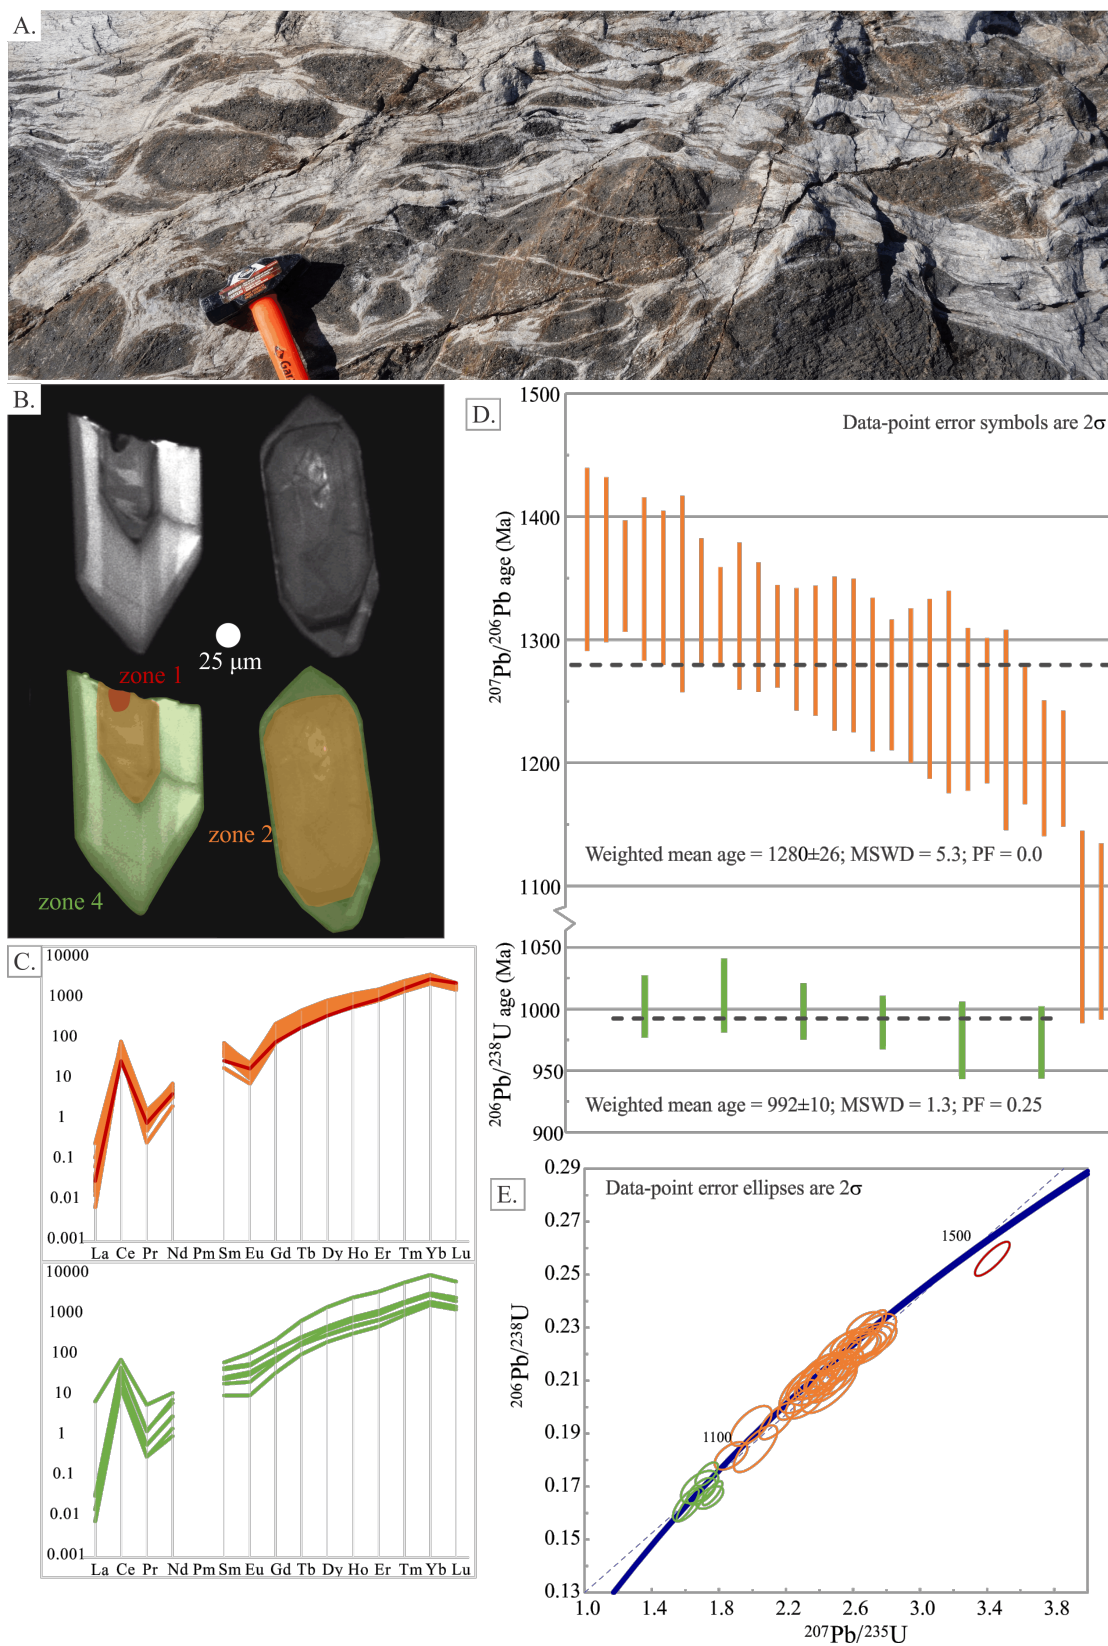 A.
Gar
B.
25 μm
zone 1
zone 2
zone 4
C.
10000
1000
100
10
1
0.1
0.01
0.001
La Ce Pr Nd Pm Sm Eu Gd Tb Dy Ho Er Tm Yb Lu
10000
1000
100
10
1
0.1
0.01
0.001
La Ce Pr Nd Pm Sm Eu Gd Tb Dy Ho Er Tm Yb Lu
D.
Data-point error symbols are 2σ
1500
1400
1300
1200
1100
²⁰⁷Pb/²⁰⁶Pb age (Ma)
Weighted mean age = 1280±26; MSWD = 5.3; PF = 0.0
1050
1000
950
900
²⁰⁶Pb/²³⁸U age (Ma)
Weighted mean age = 992±10; MSWD = 1.3; PF = 0.25
E.
Data-point error ellipses are 2σ
0.29
0.27
0.25
0.23
0.21
0.19
0.17
0.15
0.13
²⁰⁶Pb/²³⁸U
1500
1100
1.0 1.4 1.8 2.2 2.6 3.0 3.4 3.8
²⁰⁷Pb/²³⁵U